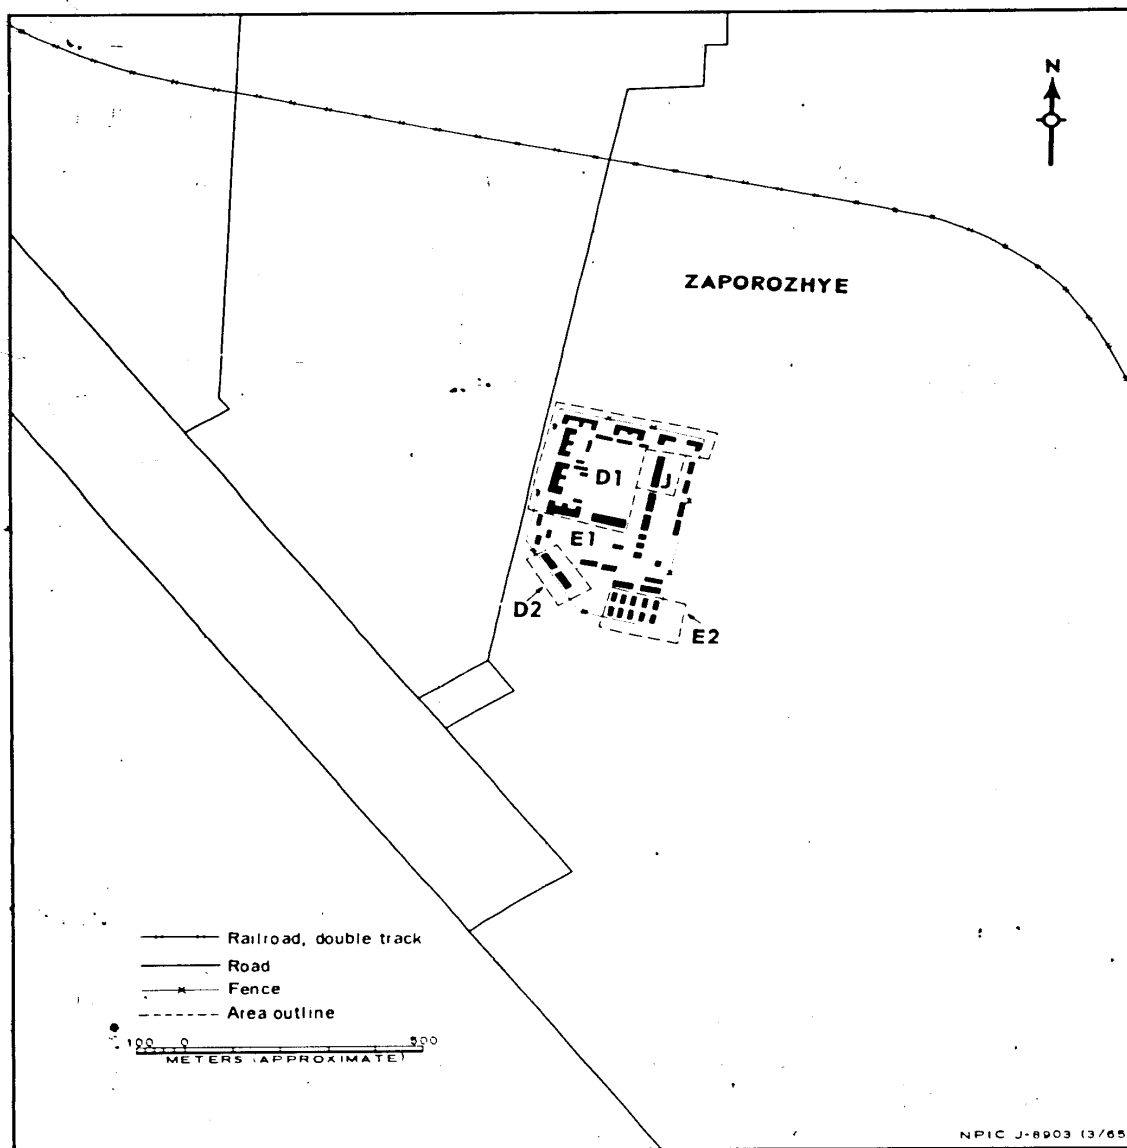 N
ZAPOROZHYE
D1
J
E1
D2
E2
Railroad, double track
Road
Fence
Area outline
100 0 500
METERS (APPROXIMATE)
NPIC J-8903 (3/65